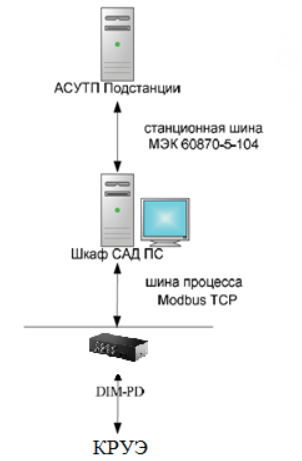 АСУТП Подстанции
станционная шина
МЭК 60870-5-104
Шкаф САД ПС
шина процесса
Modbus TCP
DIM-PD
КРУЭ